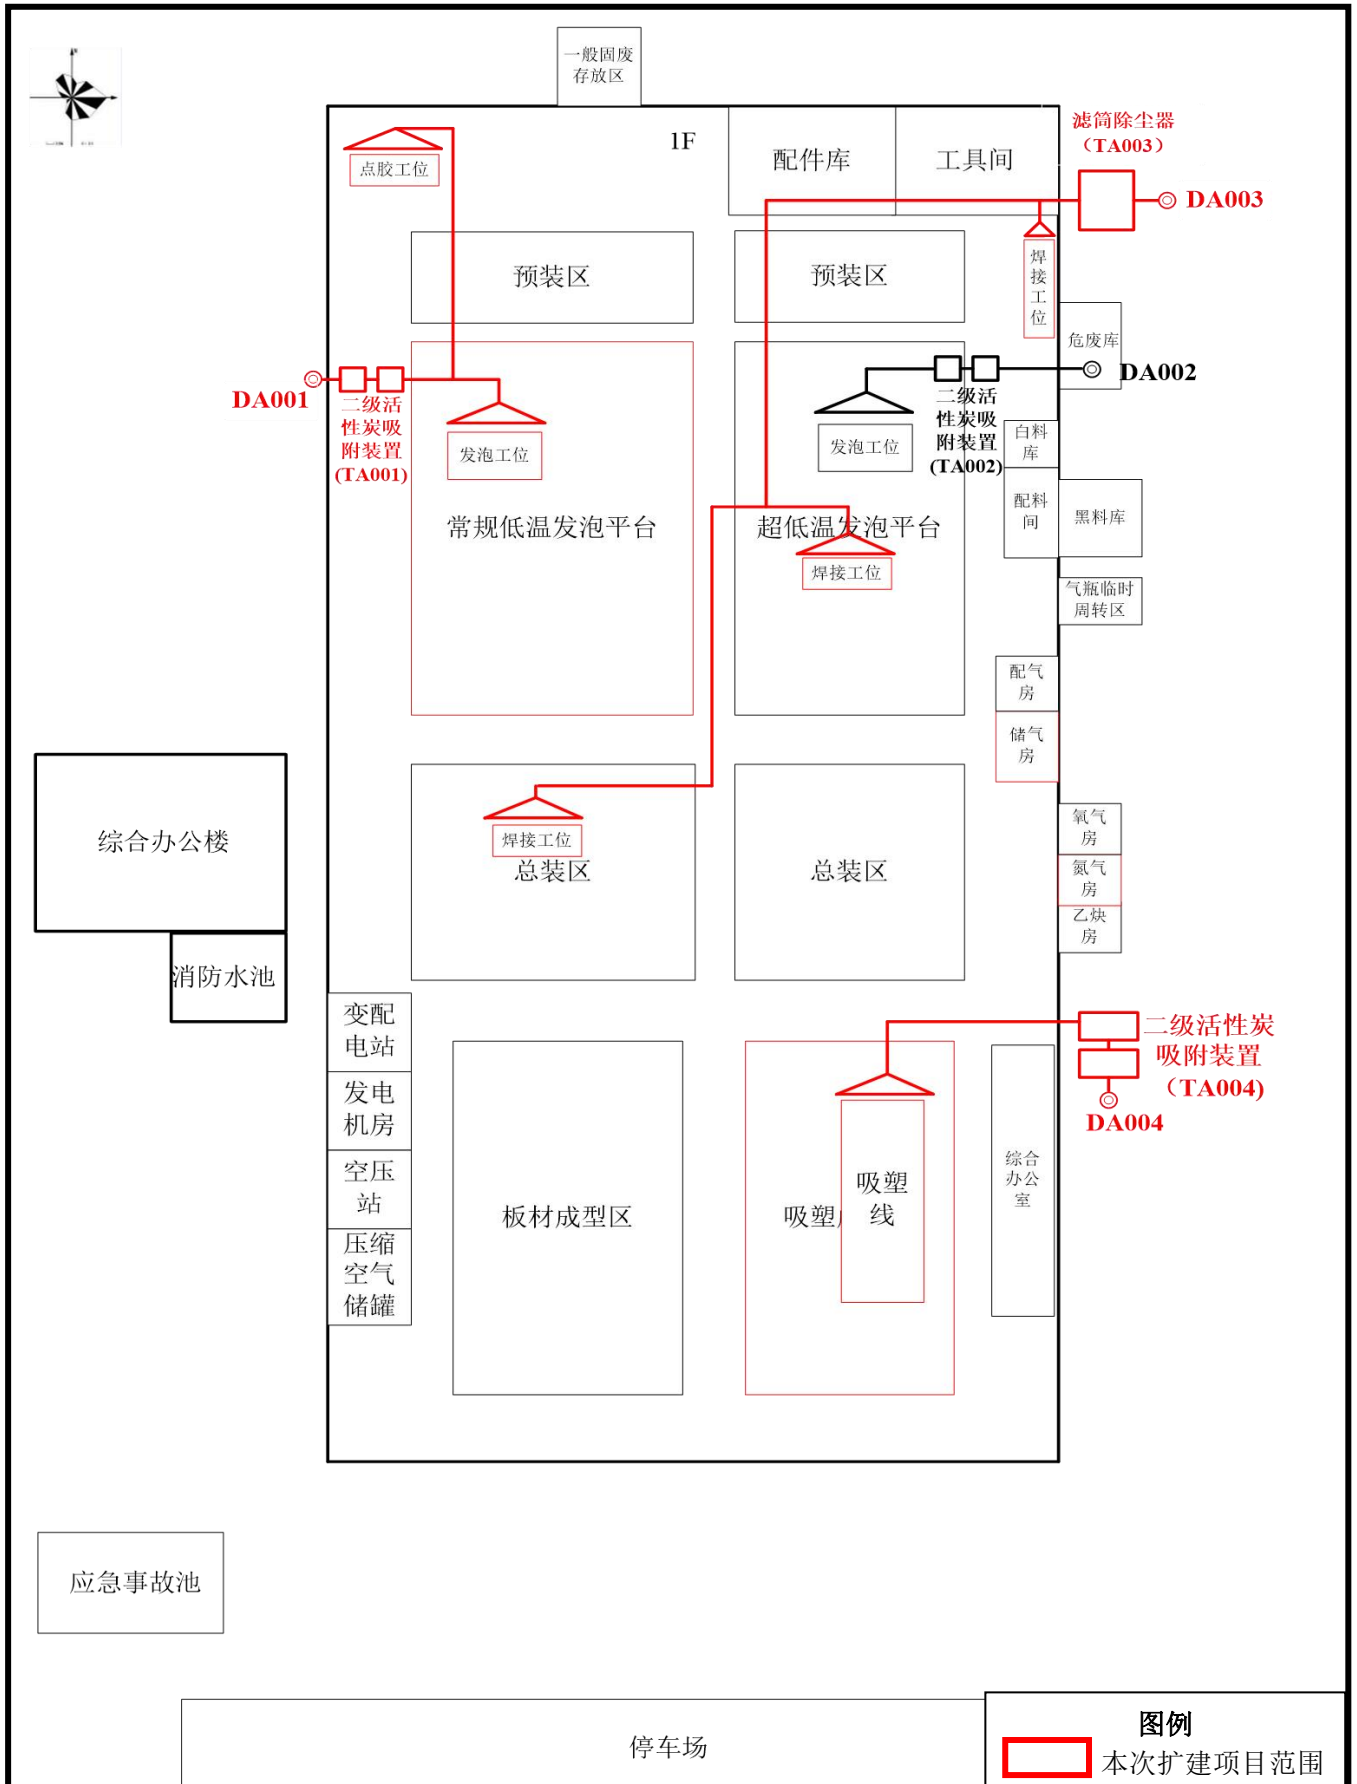 一般固废
存放区
1F
点胶工位
配件库
工具间
滤筒除尘器
（TA003）
DA003
焊
接
工
位
预装区
预装区
危废库
DA002
DA001
二级活
性炭吸
附装置
(TA001)
发泡工位
发泡工位
二级活
性炭吸
附装置
(TA002)
白料
库
配料
间
黑料库
常规低温发泡平台
超低温发泡平台
焊接工位
气瓶临时
周转区
配气
房
储气
房
综合办公楼
消防水池
焊接工位
总装区
总装区
氧气
房
氮气
房
乙炔
房
变配
电站
发电
机房
空压
站
压缩
空气
储罐
二级活性炭
吸附装置
（TA004)
DA004
板材成型区
吸塑
吸塑
线
综合
办公
室
应急事故池
停车场
图例
本次扩建项目范围